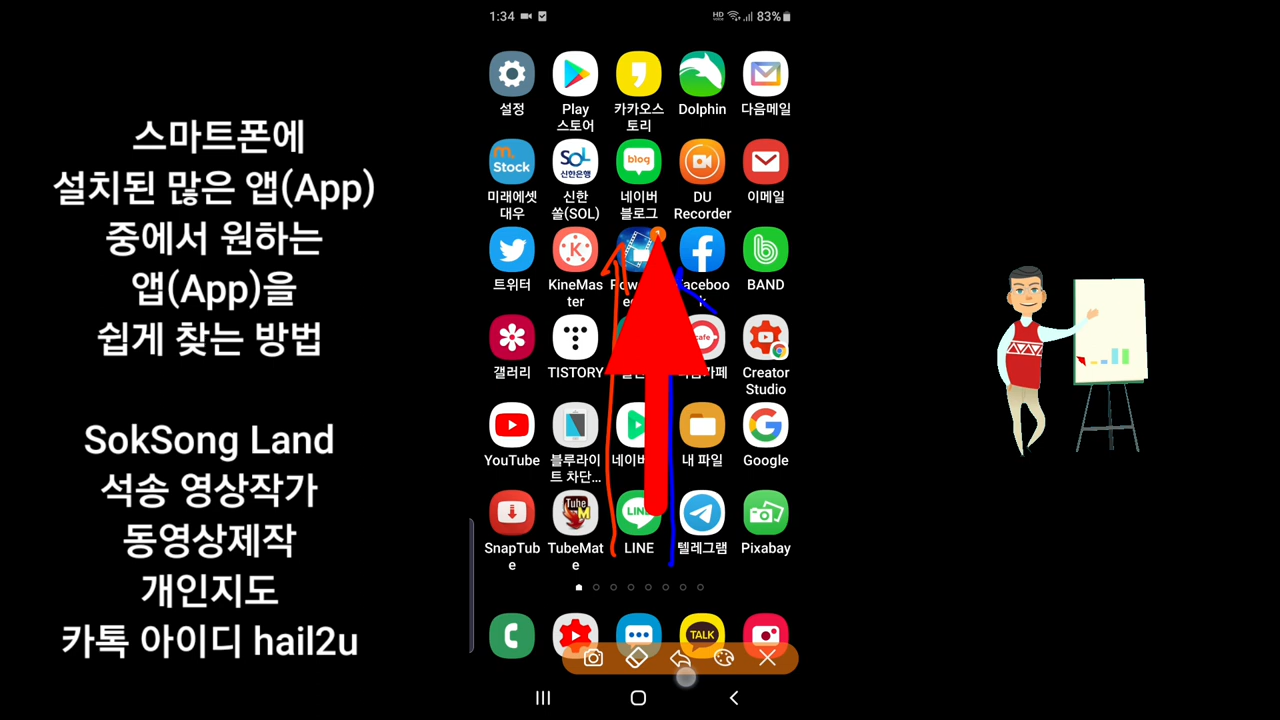 스마트폰에
설치된 많은 앱(App)
중에서 원하는
앱(App)을
쉽게 찾는 방법
SokSong Land
석송 영상작가
동영상제작
개인지도
카톡 아이디 hail2u
1:34
HD VOICE
83%
설정
Play
스토어
카카오스
토리
Dolphin
다음메일
m.Stock
SOL
신한은행
blog
미래에셋
대우
신한
쏠(SOL)
네이버
블로그
DU
Recorder
이메일
트위터
KineMas
ter
BAND
cafe
갤러리
TISTORY
Creator
Studio
YouTube
블루라이
트 차단...
내 파일
Google
Tube
M
LINE
SnapTub
e
TubeMat
e
LINE
텔레그램
Pixabay
TALK